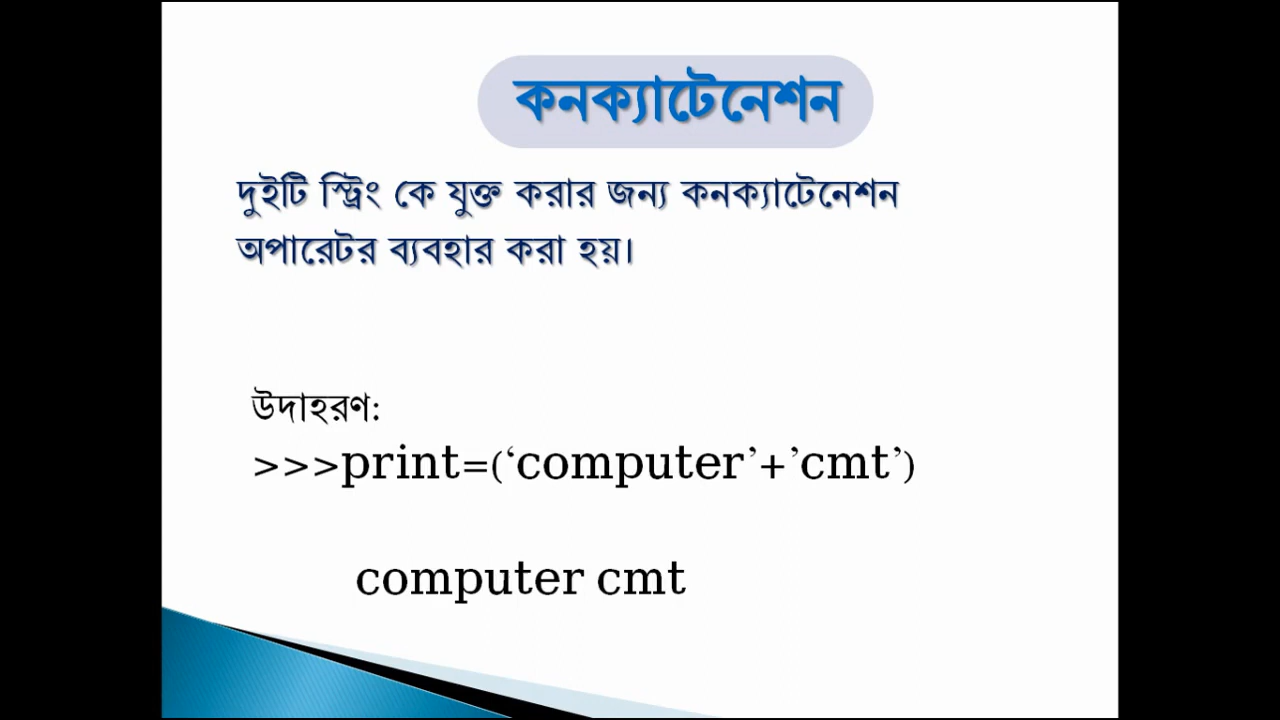 কনক্যাটেনেশন
দুইটি স্ট্রিং কে যুক্ত করার জন্য কনক্যাটেনেশন
অপারেটর ব্যবহার করা হয়।
উদাহরণ:
>>>print=(‘computer’+’cmt’)
computer cmt